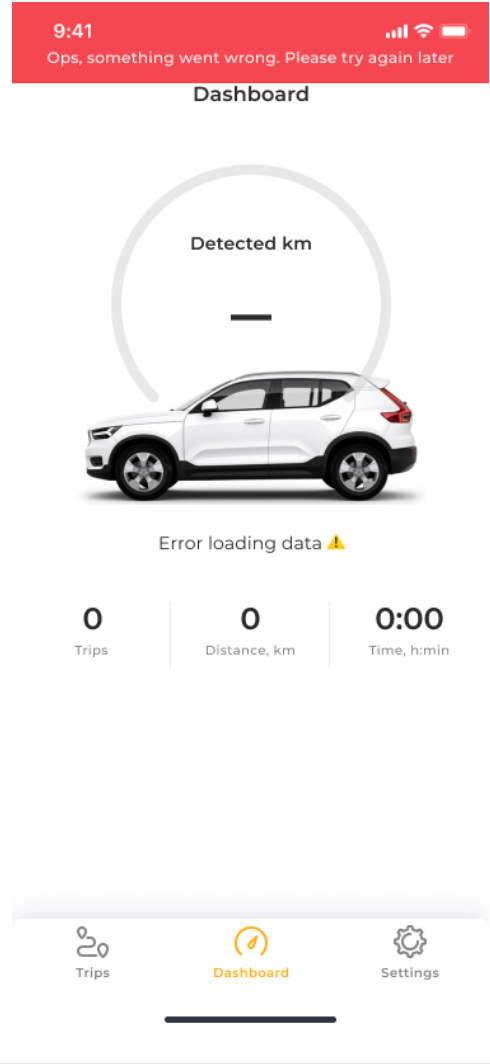 9:41
Ops, something went wrong. Please try again later
Dashboard
Detected km
–
Error loading data ⚠️
0 0 0:00
Trips Distance, km Time, h:min
Trips Dashboard Settings